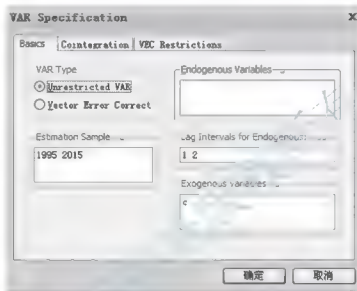 VAR Specification
Basics
Cointegration
VEC Restrictions
VAR Type
Unrestricted VAR
Vector Error Correct
Endogenous Variables
Estimation Sample
1995 2015
Lag Intervals for Endogenous:
1 2
Exogenous Variables
c
确定
取消